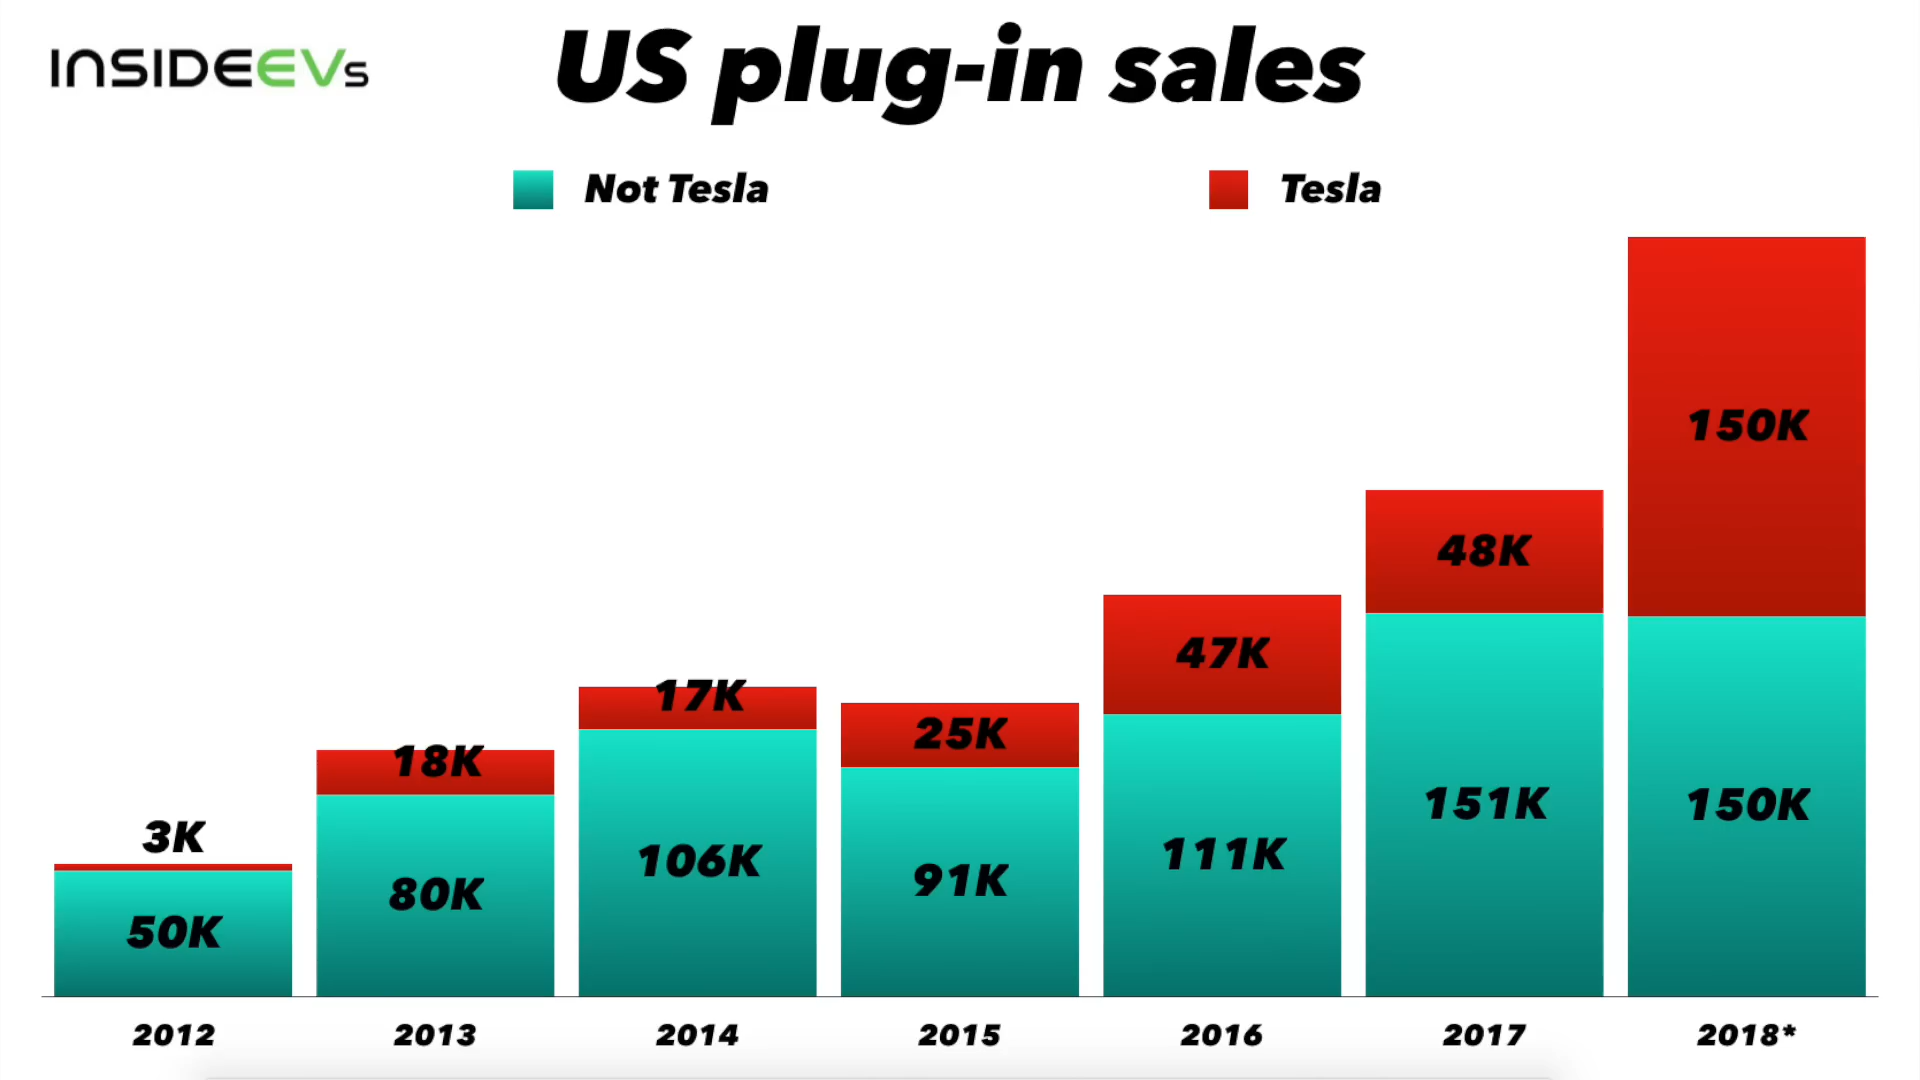 INSIDEEVs
US plug-in sales
Not Tesla
Tesla
150K
48K
47K
17K
25K
18K
3K
151K
150K
111K
106K
91K
80K
50K
2012
2013
2014
2015
2016
2017
2018*